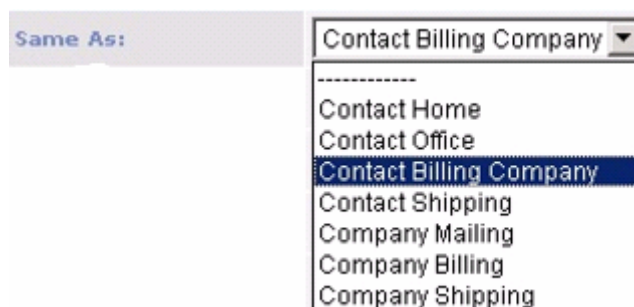 Same As: Contact Billing Company
------------
Contact Home
Contact Office
Contact Billing Company
Contact Shipping
Company Mailing
Company Billing
Company Shipping